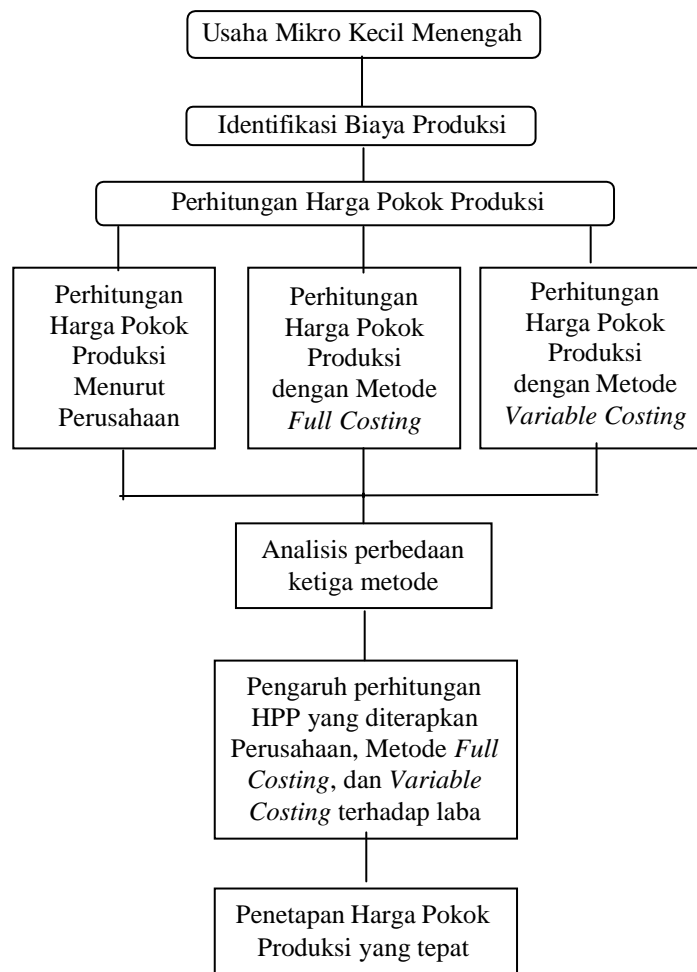 Usaha Mikro Kecil Menengah
Identifikasi Biaya Produksi
Perhitungan Harga Pokok Produksi
Perhitungan
Harga Pokok
Produksi
Menurut
Perusahaan
Perhitungan
Harga Pokok
Produksi
dengan Metode
Full Costing
Perhitungan
Harga Pokok
Produksi
dengan Metode
Variable Costing
Analisis perbedaan
ketiga metode
Pengaruh perhitungan
HPP yang diterapkan
Perusahaan, Metode Full
Costing, dan Variable
Costing terhadap laba
Penetapan Harga Pokok
Produksi yang tepat